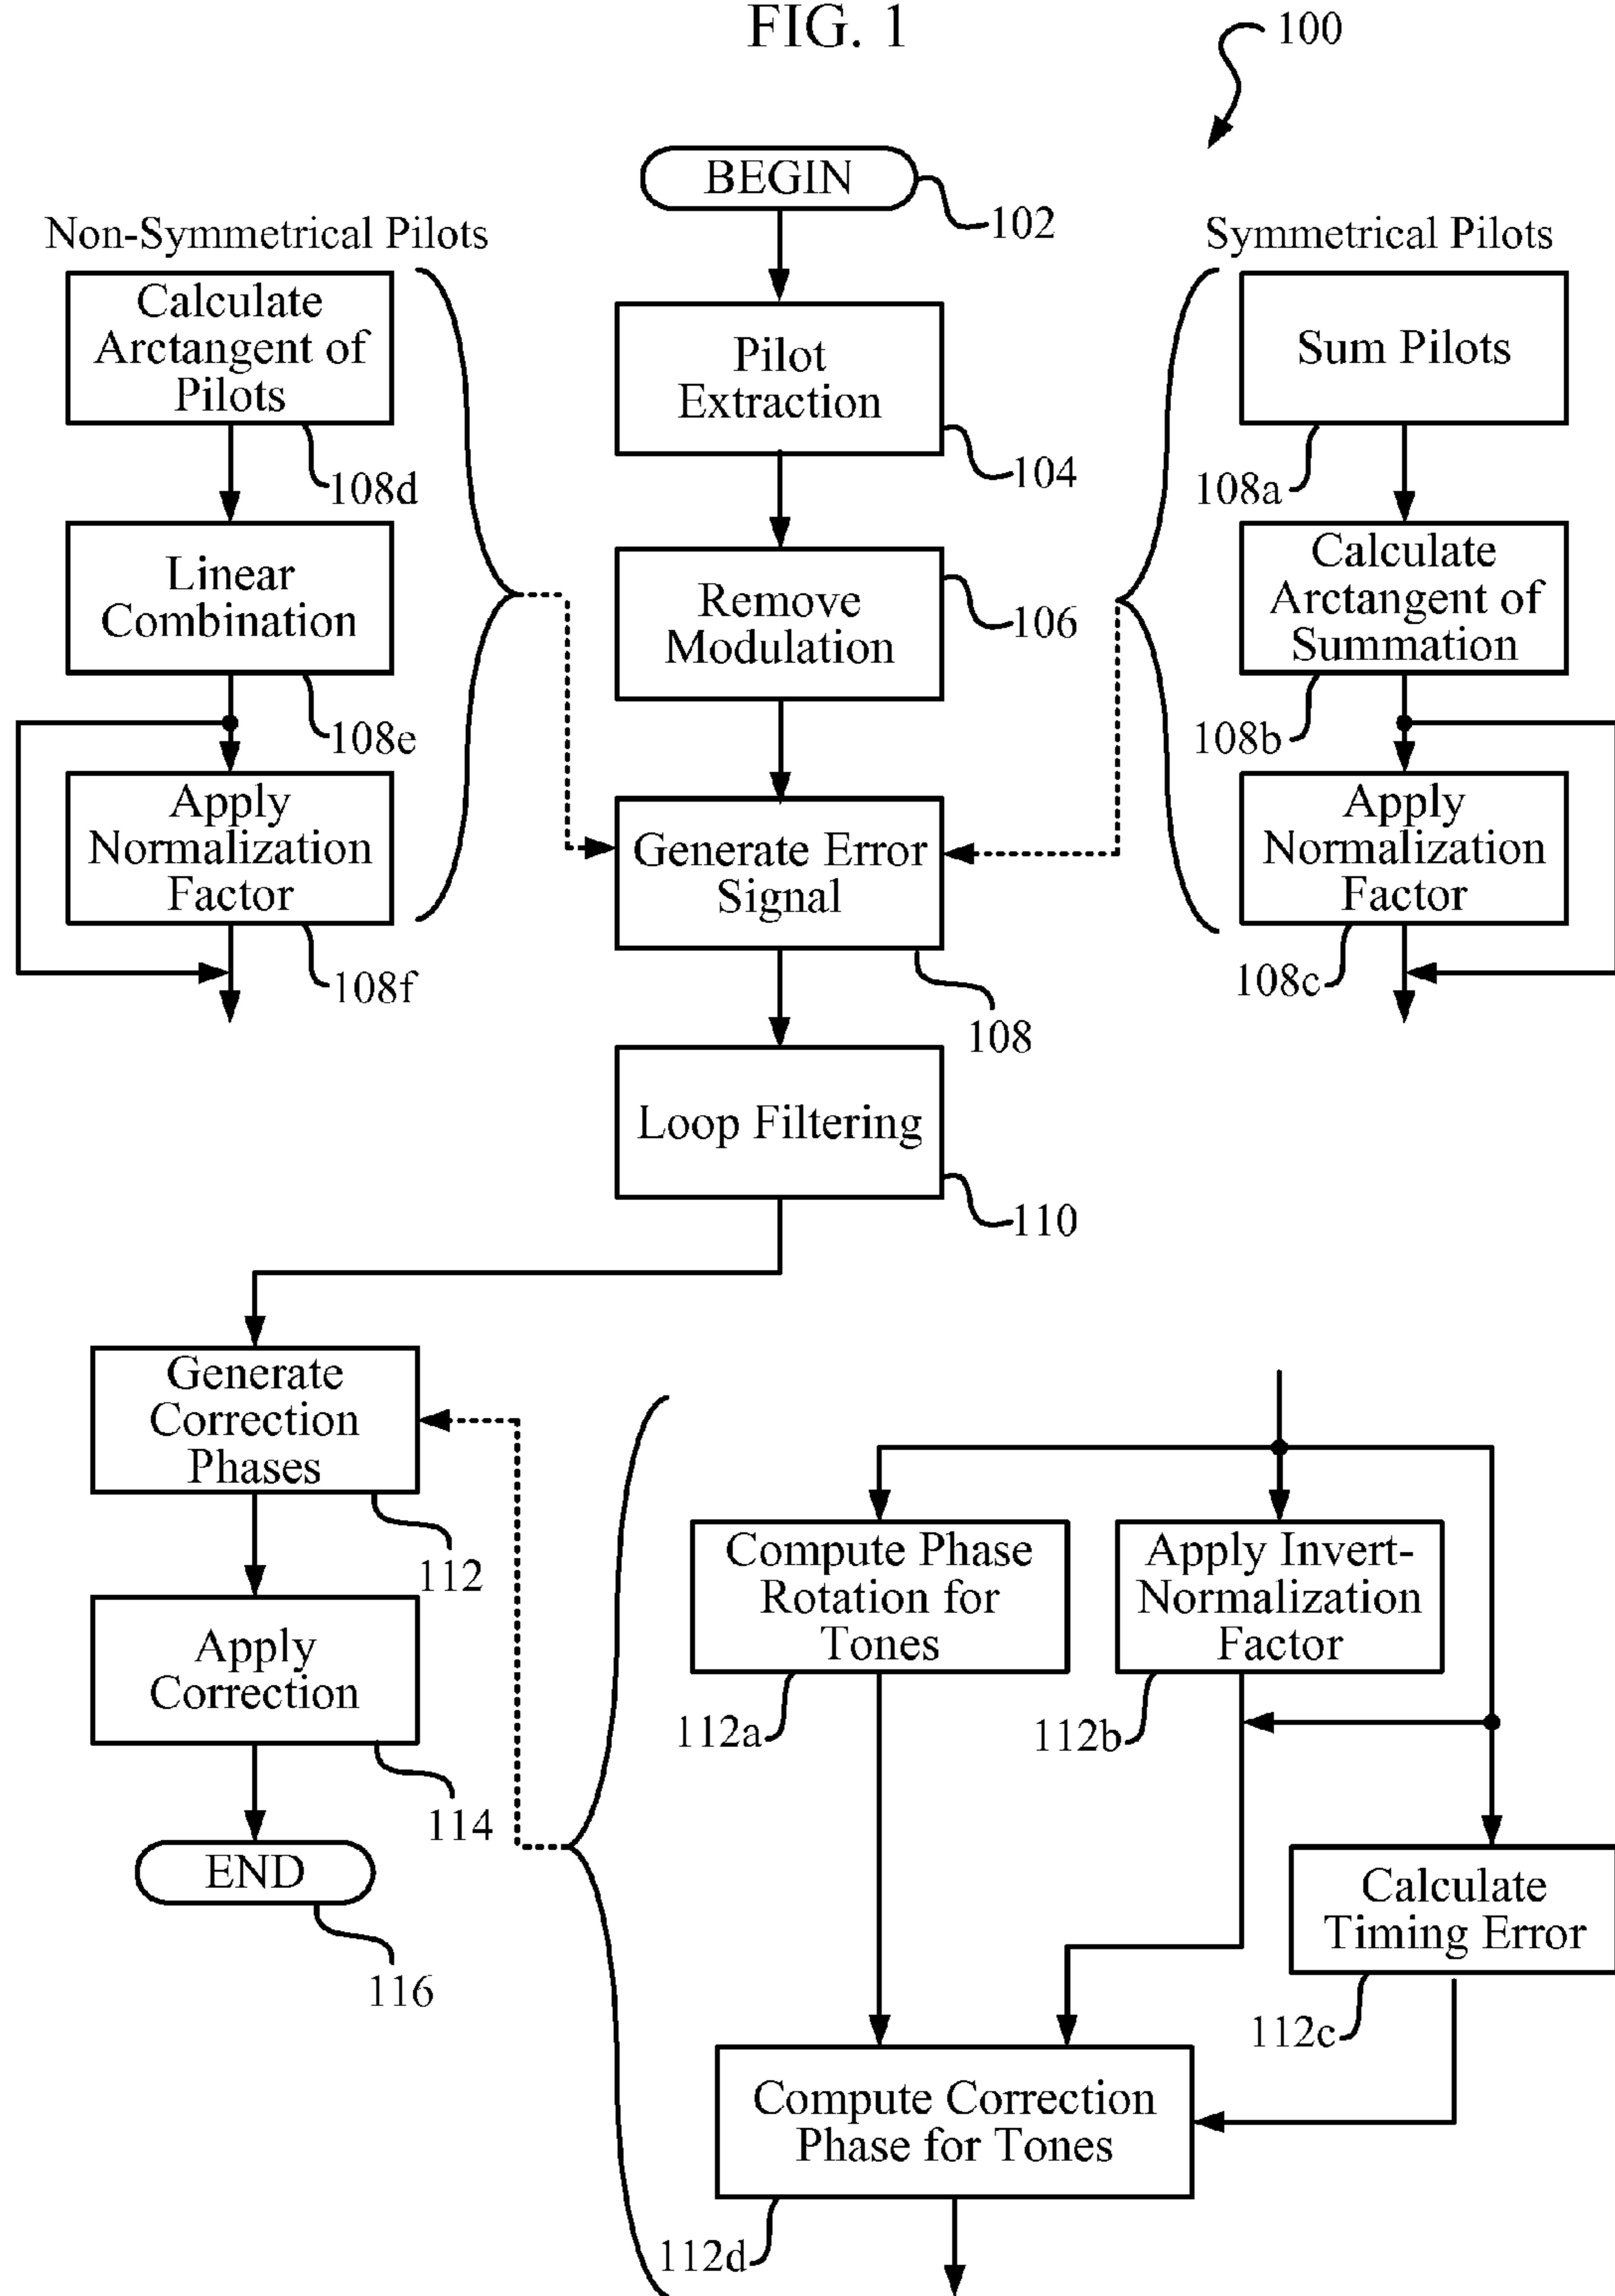 FIG. 1
100
BEGIN
102
Non-Symmetrical Pilots
Calculate
Arctangent of
Pilots
108d
Linear
Combination
108e
Apply
Normalization
Factor
108f
Pilot
Extraction
104
Remove
Modulation
106
Generate Error
Signal
108
Loop Filtering
110
Symmetrical Pilots
Sum Pilots
108a
Calculate
Arctangent of
Summation
108b
Apply
Normalization
Factor
108c
Generate
Correction
Phases
112
Apply
Correction
114
END
116
Compute Phase
Rotation for
Tones
112a
Apply Invert-
Normalization
Factor
112b
Calculate
Timing Error
112c
Compute Correction
Phase for Tones
112d